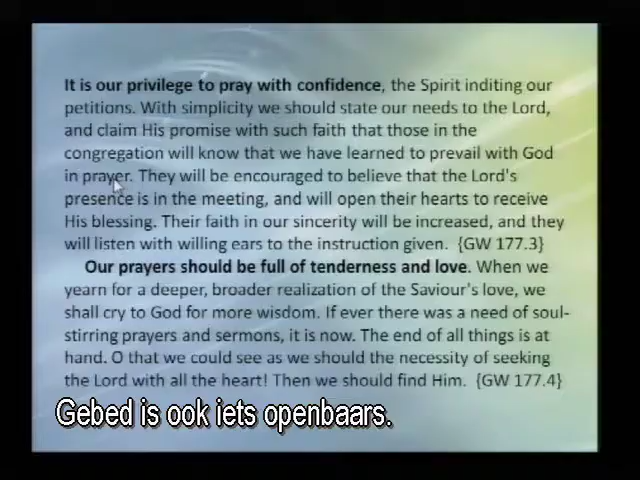 It is our privilege to pray with confidence, the Spirit inditing our
petitions. With simplicity we should state our needs to the Lord,
and claim His promise with such faith that those in the
congregation will know that we have learned to prevail with God
in prayer. They will be encouraged to believe that the Lord's
presence is in the meeting, and will open their hearts to receive
His blessing. Their faith in our sincerity will be increased, and they
will listen with willing ears to the instruction given. {GW 177.3}
Our prayers should be full of tenderness and love. When we
yearn for a deeper, broader realization of the Saviour's love, we
shall cry to God for more wisdom. If ever there was a need of soul-
stirring prayers and sermons, it is now. The end of all things is at
hand. O that we could see as we should the necessity of seeking
the Lord with all the heart! Then we should find Him. {GW 177.4}
Gebed is ook iets openbaars.